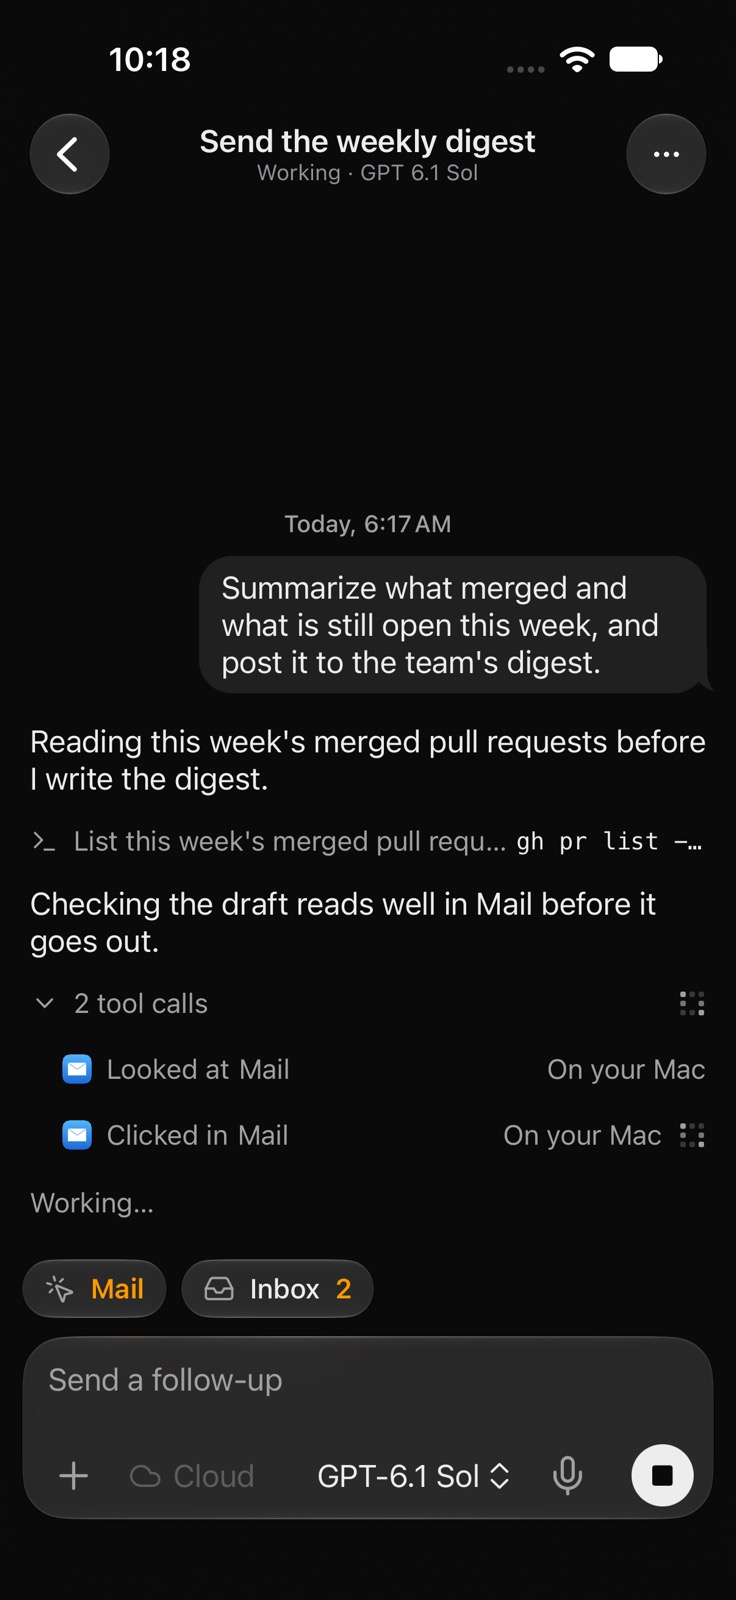 10:18
Send the weekly digest
Working · GPT 6.1 Sol
Today, 6:17 AM
Summarize what merged and
what is still open this week, and
post it to the team's digest.
Reading this week's merged pull requests before
I write the digest.
List this week's merged pull requ... gh pr list -…
Checking the draft reads well in Mail before it
goes out.
2 tool calls
Looked at Mail On your Mac
Clicked in Mail On your Mac
Working...
Mail Inbox 2
Send a follow-up
Cloud GPT-6.1 Sol